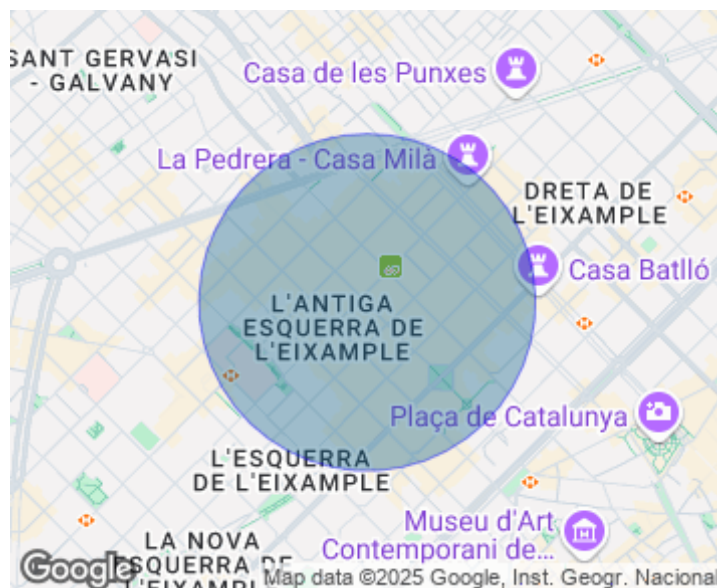 SANT GERVASI
- GALVANY
Casa de les Punxes
La Pedrera - Casa Milà
DRETA DE
L'EIXAMPLE
Casa Batlló
L'ANTIGA
ESQUERRA DE
L'EIXAMPLE
Plaça de Catalunya
L'ESQUERRA
DE L'EIXAMPLE
Museu d'Art
Contemporani de...
LA NOVA
ESQUERRA DE
L'EIXAMPLE
Google
Map data ©2025 Google, Inst. Geogr. Nacional